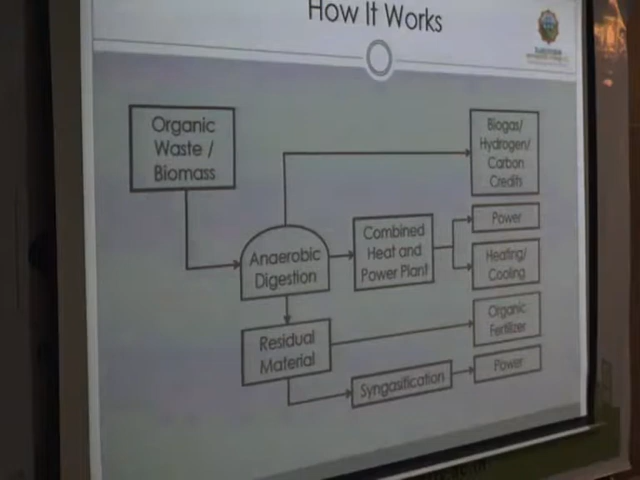 How It Works
Organic
Waste /
Biomass
Biogas/
Hydrogen/
Carbon
Credits
Anaerobic
Digestion
Combined
Heat and
Power Plant
Power
Heating/
Cooling
Residual
Material
Organic
Fertilizer
Syngasification
Power